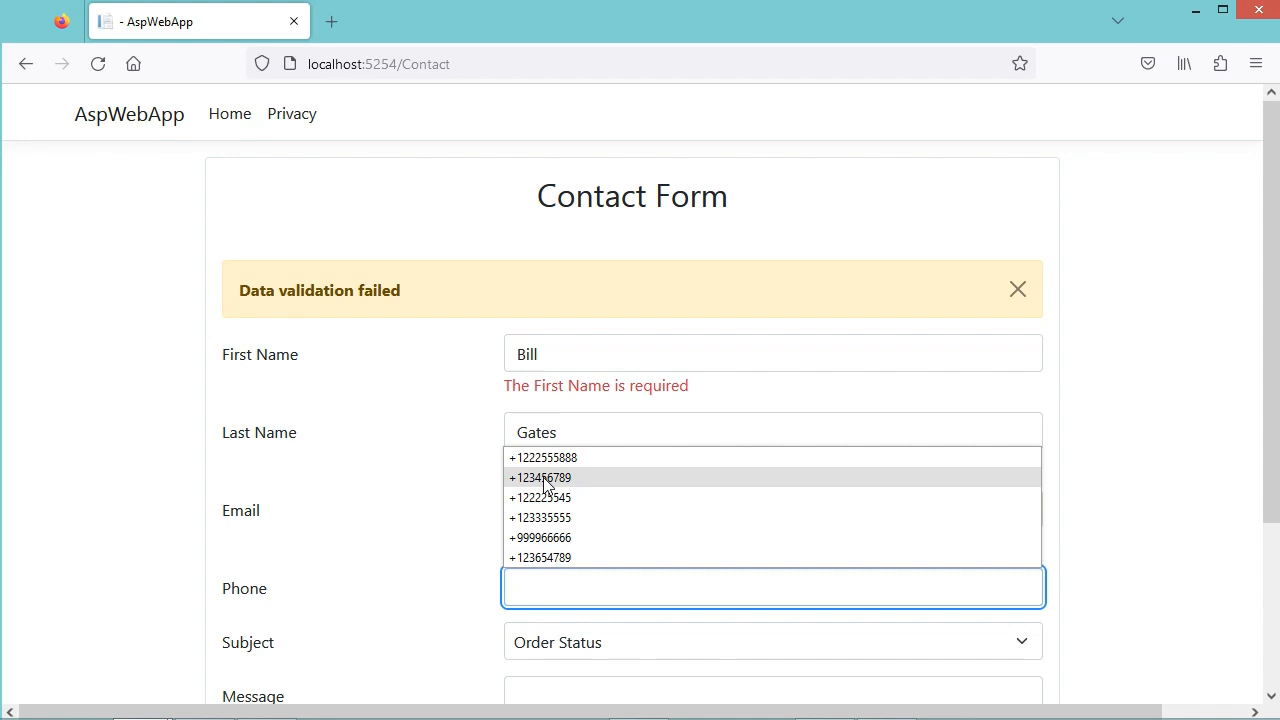 - AspWebApp
localhost:5254/Contact
AspWebApp Home Privacy
Contact Form
Data validation failed
First Name Bill
The First Name is required
Last Name Gates
+1222555888
+123456789
+122225545
+123335555
+999966666
+123654789
Email
Phone
Subject Order Status
Message